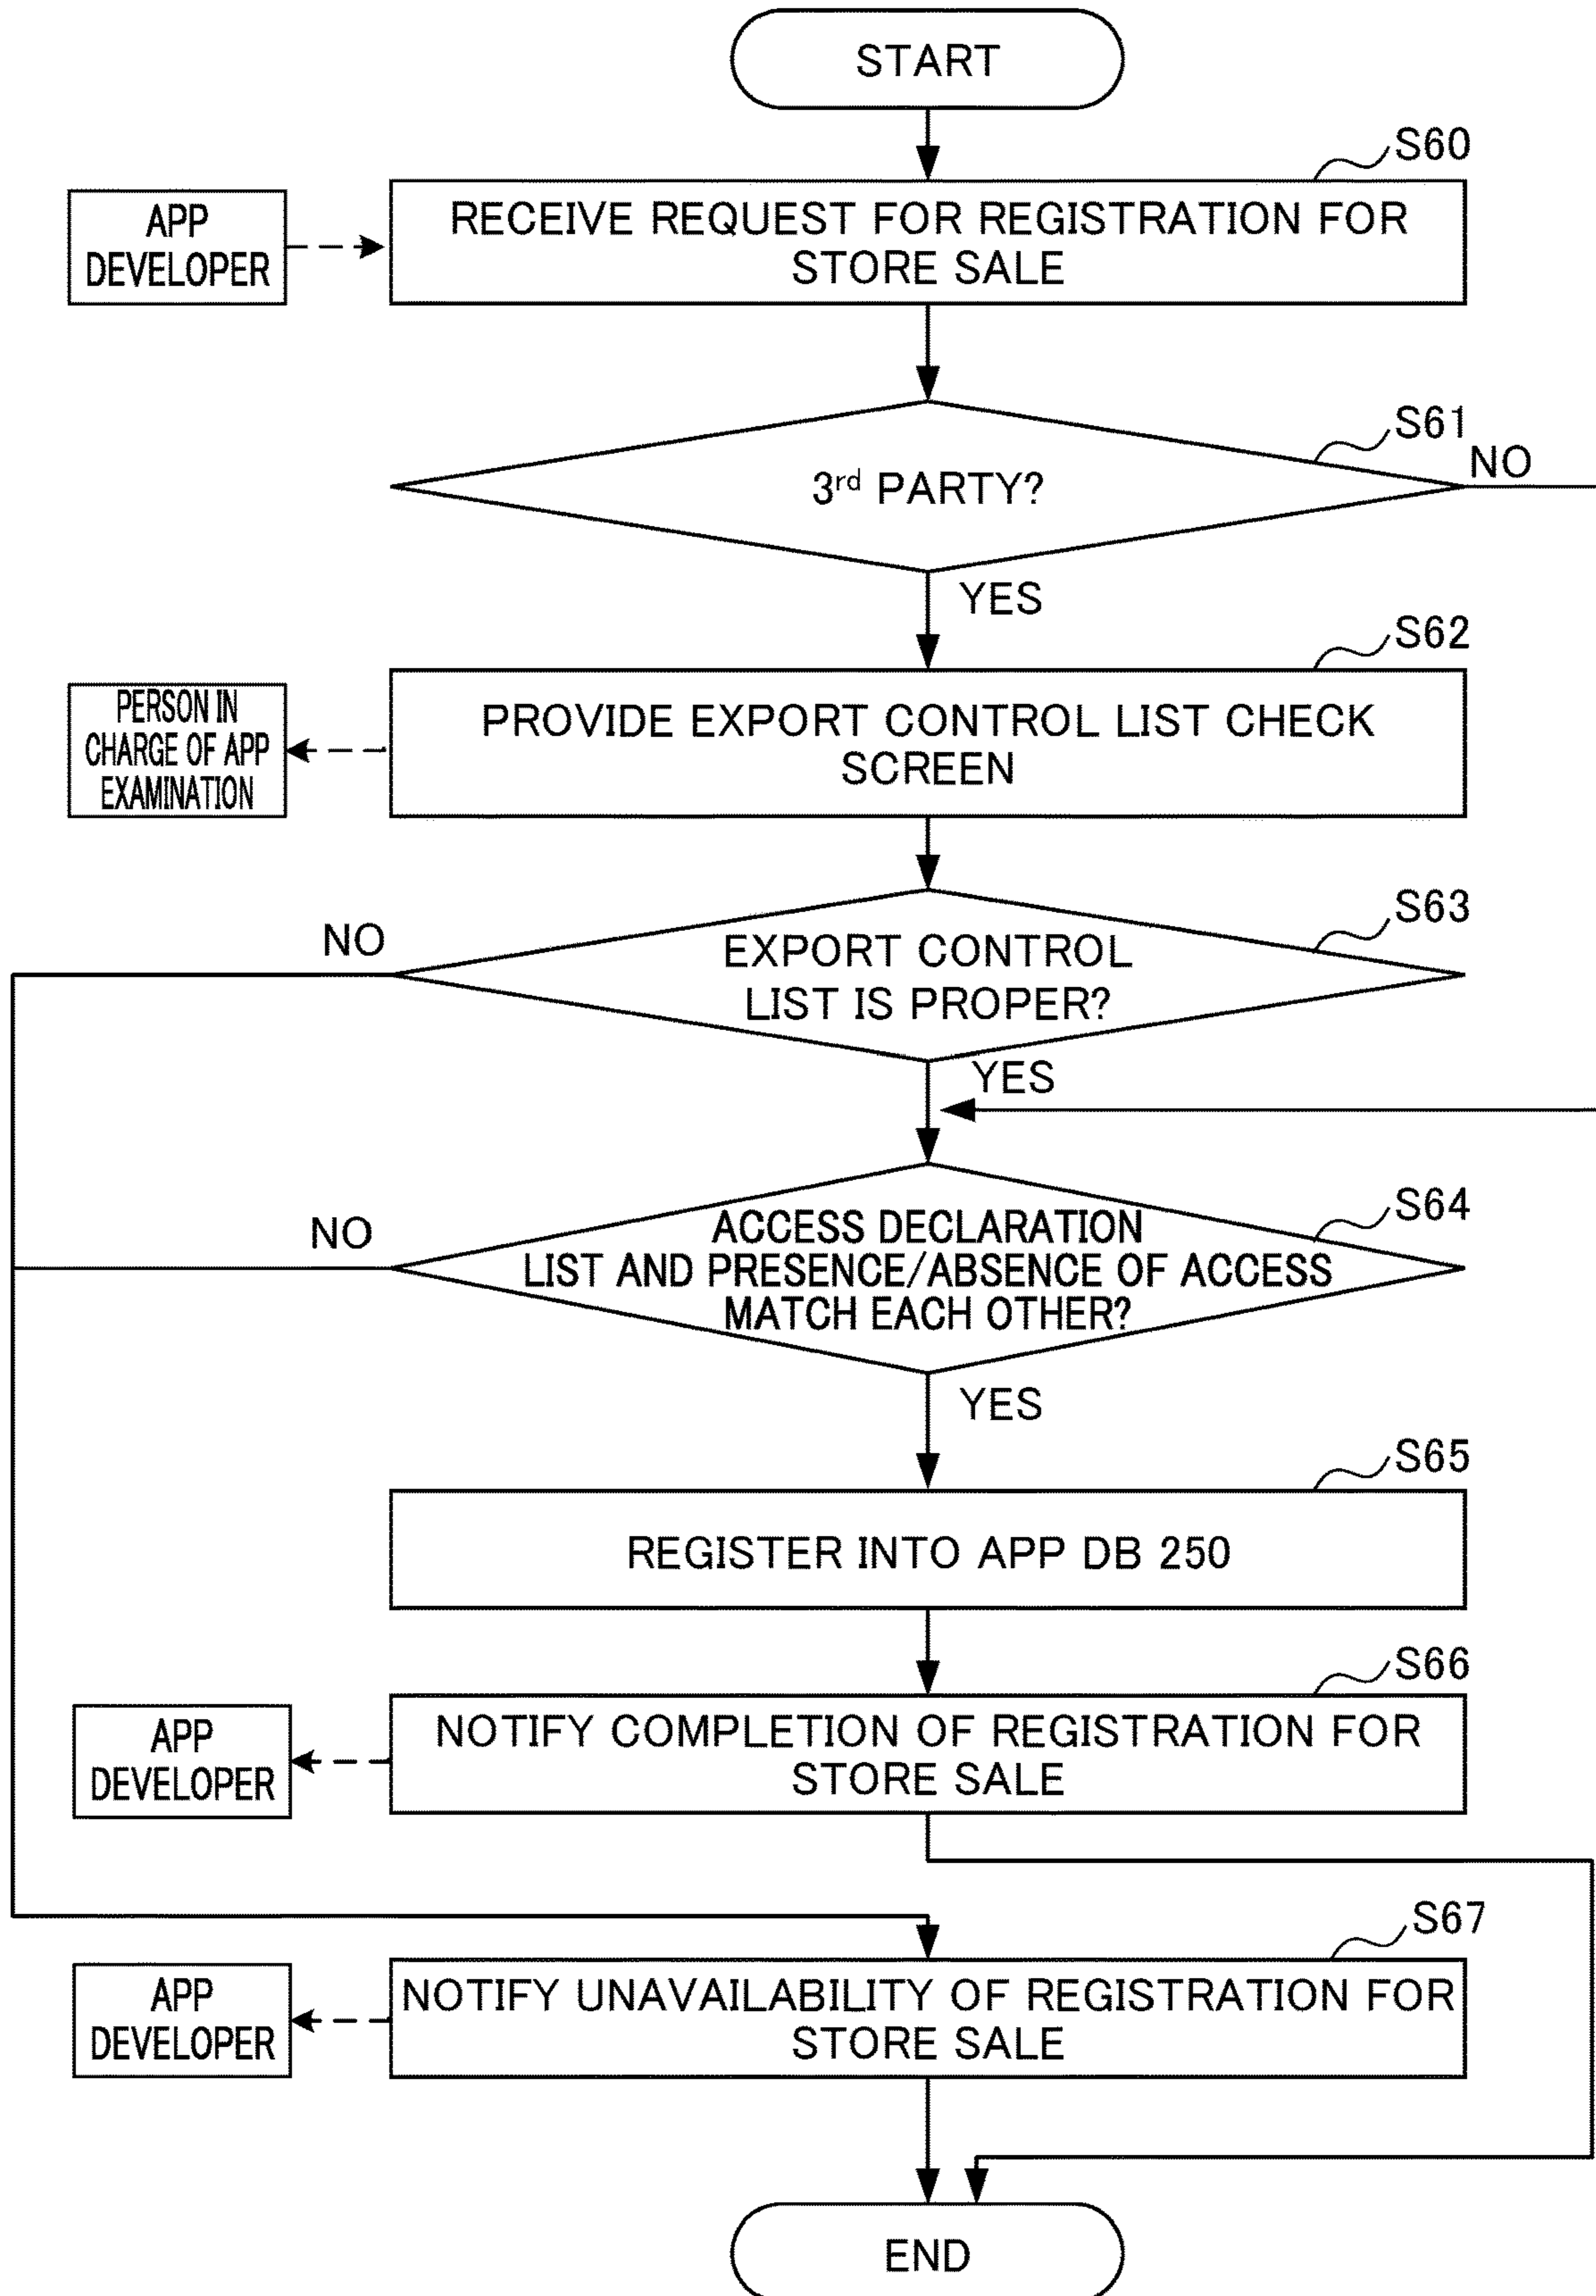 START
S60
APP
DEVELOPER
RECEIVE REQUEST FOR REGISTRATION FOR
STORE SALE
S61
3rd PARTY?
NO
YES
S62
PERSON IN
CHARGE OF APP
EXAMINATION
PROVIDE EXPORT CONTROL LIST CHECK
SCREEN
S63
NO
EXPORT CONTROL
LIST IS PROPER?
YES
S64
NO
ACCESS DECLARATION
LIST AND PRESENCE/ABSENCE OF ACCESS
MATCH EACH OTHER?
YES
S65
REGISTER INTO APP DB 250
S66
APP
DEVELOPER
NOTIFY COMPLETION OF REGISTRATION FOR
STORE SALE
S67
APP
DEVELOPER
NOTIFY UNAVAILABILITY OF REGISTRATION FOR
STORE SALE
END